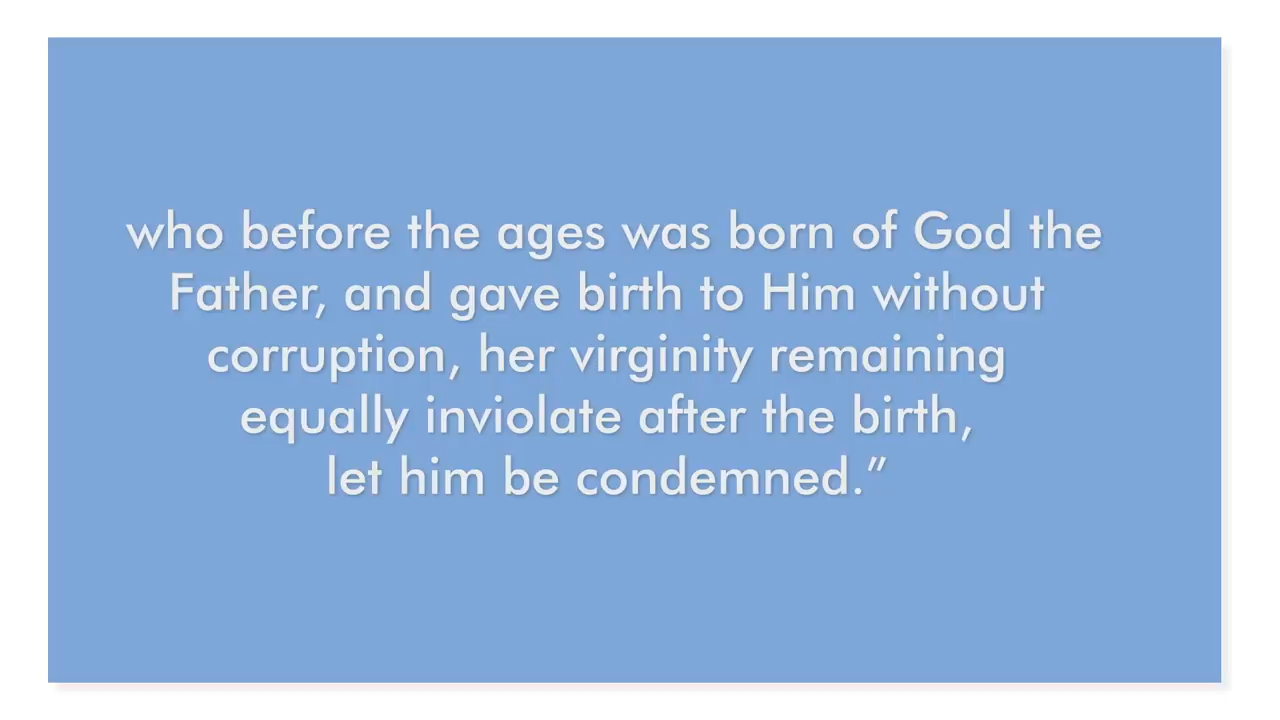 who before the ages was born of God the
Father, and gave birth to Him without
corruption, her virginity remaining
equally inviolate after the birth,
let him be condemned.”